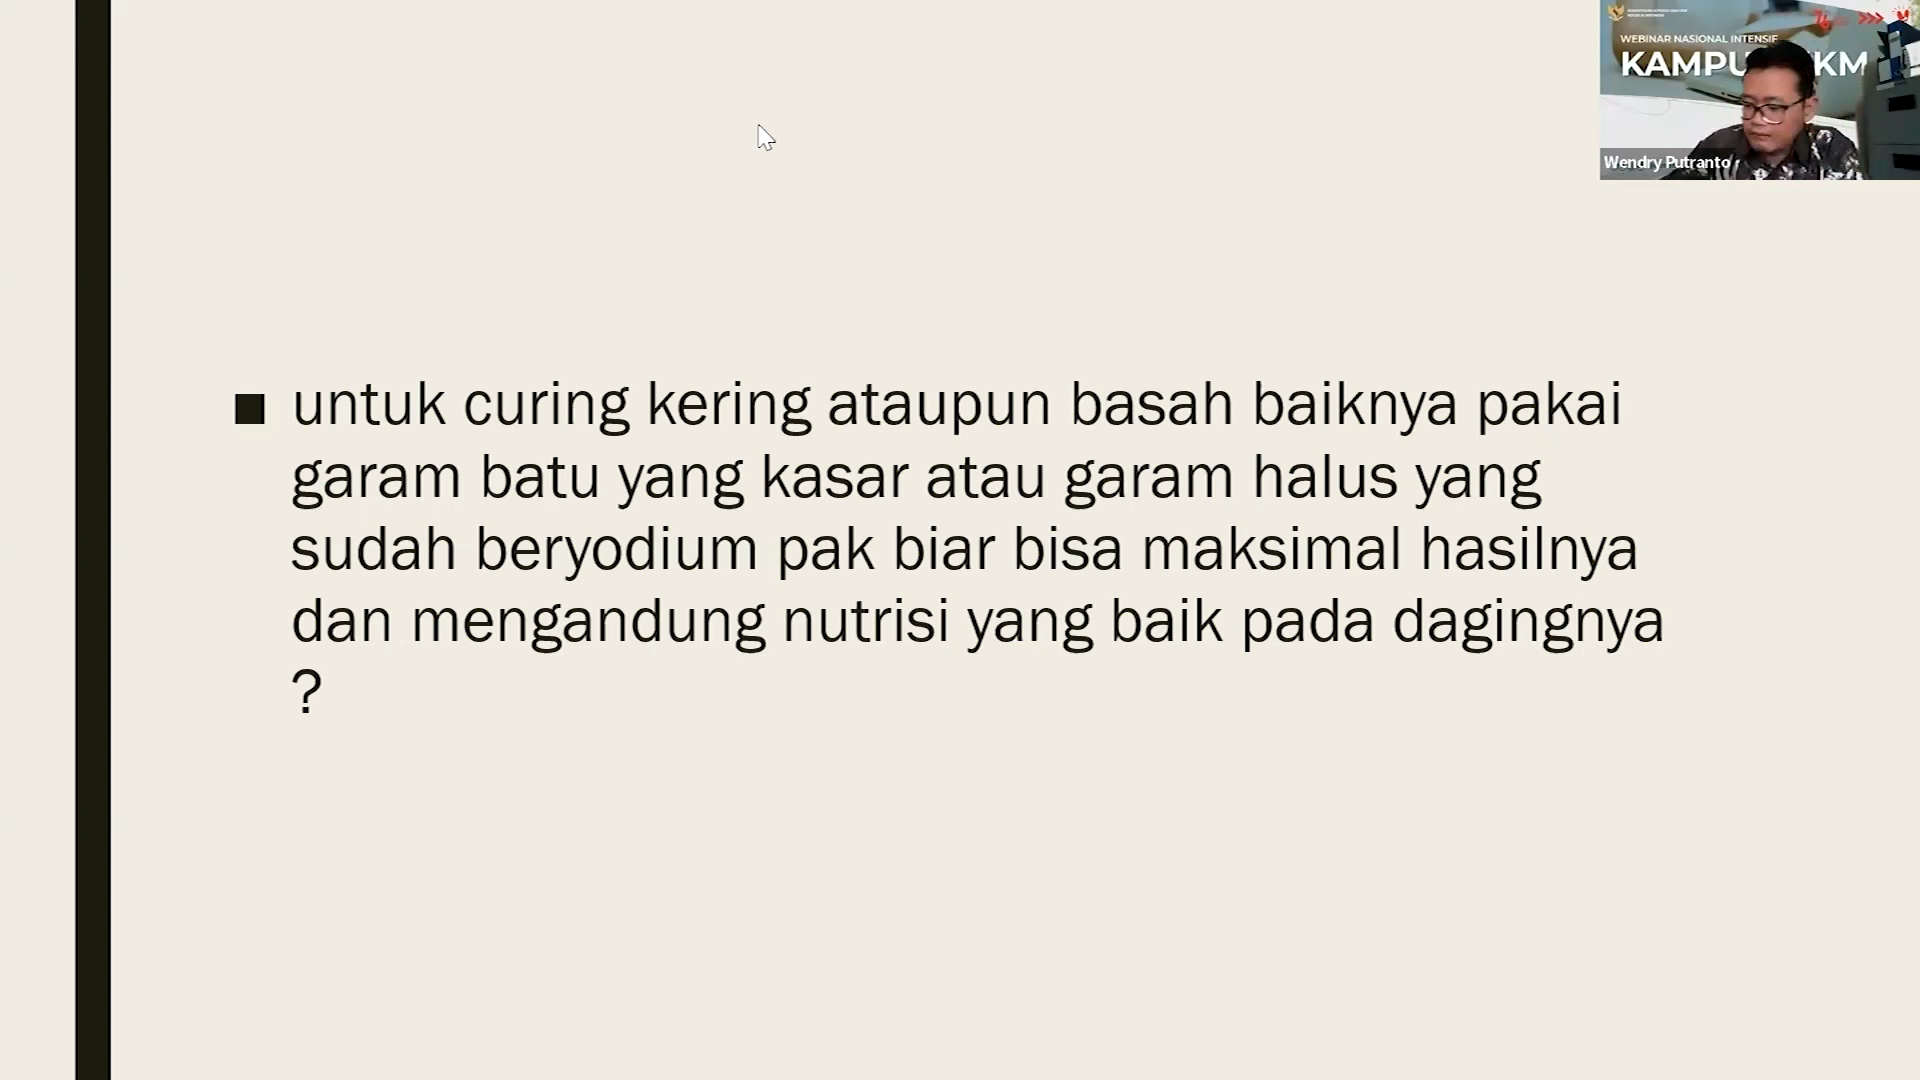 WEBINAR NASIONAL INTENSIF
KAMPU KM
Wendry Putranto
■ untuk curing kering ataupun basah baiknya pakai
garam batu yang kasar atau garam halus yang
sudah beryodium pak biar bisa maksimal hasilnya
dan mengandung nutrisi yang baik pada dagingnya
?